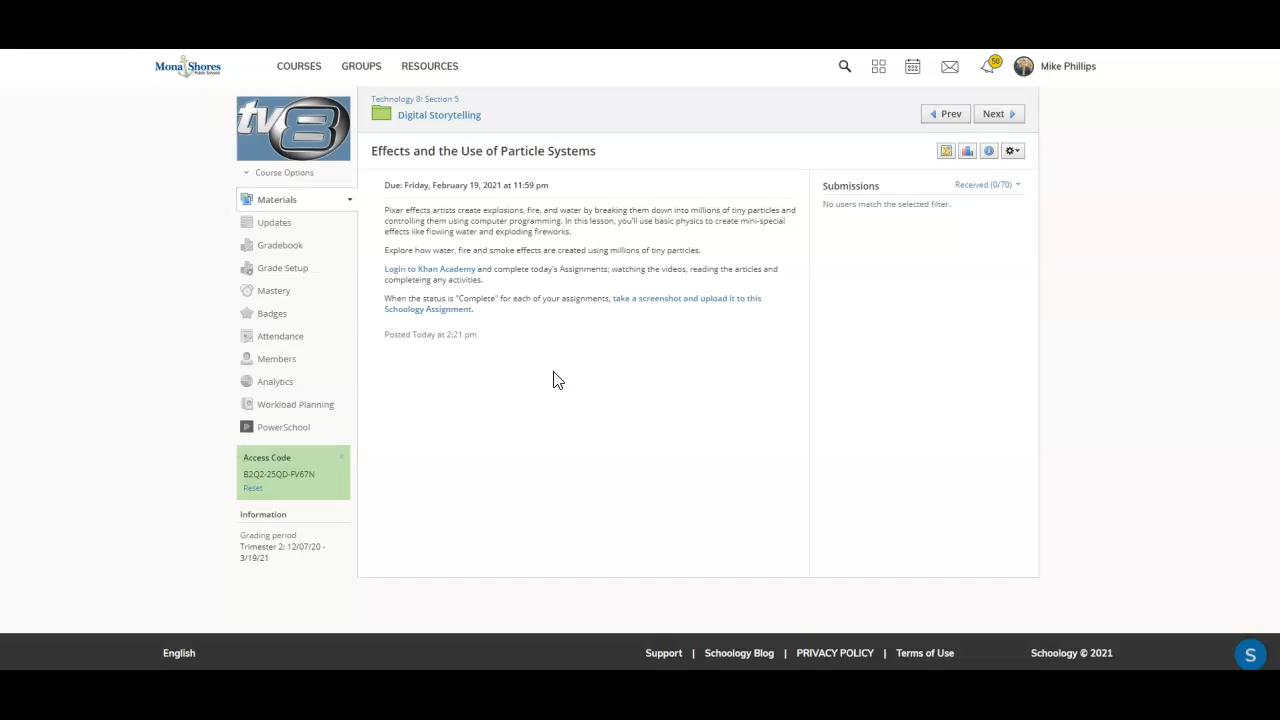 Mona Shores
Public Schools
COURSES
GROUPS
RESOURCES
50
Mike Phillips
tv8
Course Options
Materials
Updates
Gradebook
Grade Setup
Mastery
Badges
Attendance
Members
Analytics
Workload Planning
PowerSchool
Access Code
B2Q2-25QD-FV67N
Reset
Information
Grading period
Trimester 2: 12/07/20 -
3/19/21
Technology 8: Section 5
Digital Storytelling
Prev
Next
Effects and the Use of Particle Systems
Due: Friday, February 19, 2021 at 11:59 pm
Pixar effects artists create explosions, fire, and water by breaking them down into millions of tiny particles and
controlling them using computer programming. In this lesson, you'll use basic physics to create mini-special
effects like flowing water and exploding fireworks.
Explore how water, fire and smoke effects are created using millions of tiny particles.
Login to Khan Academy and complete today's Assignments; watching the videos, reading the articles and
completeing any activities.
When the status is "Complete" for each of your assignments, take a screenshot and upload it to this
Schoology Assignment.
Posted Today at 2:21 pm
Submissions
Received (0/70)
No users match the selected filter.
English
Support | Schoology Blog | PRIVACY POLICY | Terms of Use
Schoology © 2021
S